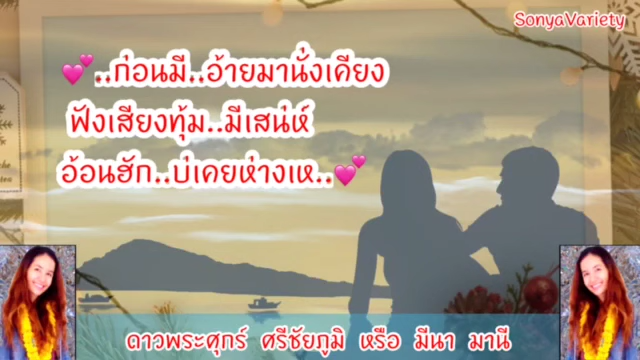 SonyaVariety
💕..ก่อนมี..อ้ายมานั่งเคียง
ฟังเสียงทุ้ม..มีเสน่ห์
อ้อนฮัก..บ่เคยห่างเห..💕
ดาวพระศุกร์ ศรีชัยภูมิ หรือ มีนา มานี